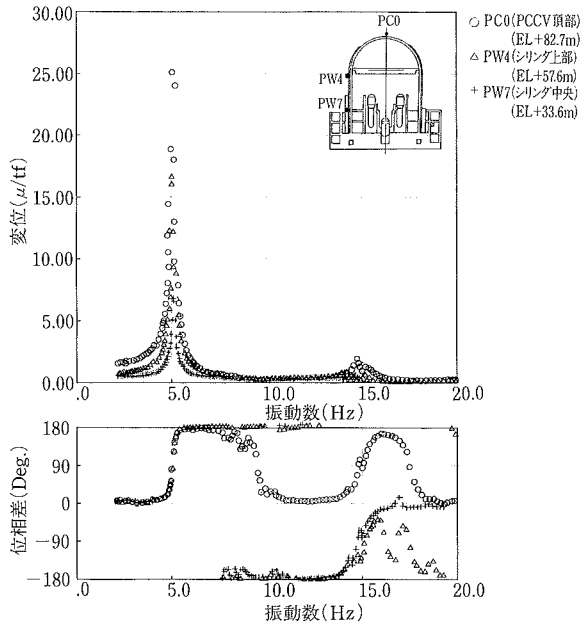 PC0
30.00
25.00
20.00
15.00
10.00
5.00
0.00
変位(μ/tf)
PW4
PW7
○ PC0(PCCV頂部)
(EL+82.7m)
△ PW4(シリンダ上部)
(EL+57.6m)
+ PW7(シリンダ中央)
(EL+33.6m)
0.0 5.0 10.0 15.0 20.0
振動数(Hz)
180
90
0
−90
−180
位相差(Deg.)
0.0 5.0 10.0 15.0 20.0
振動数(Hz)